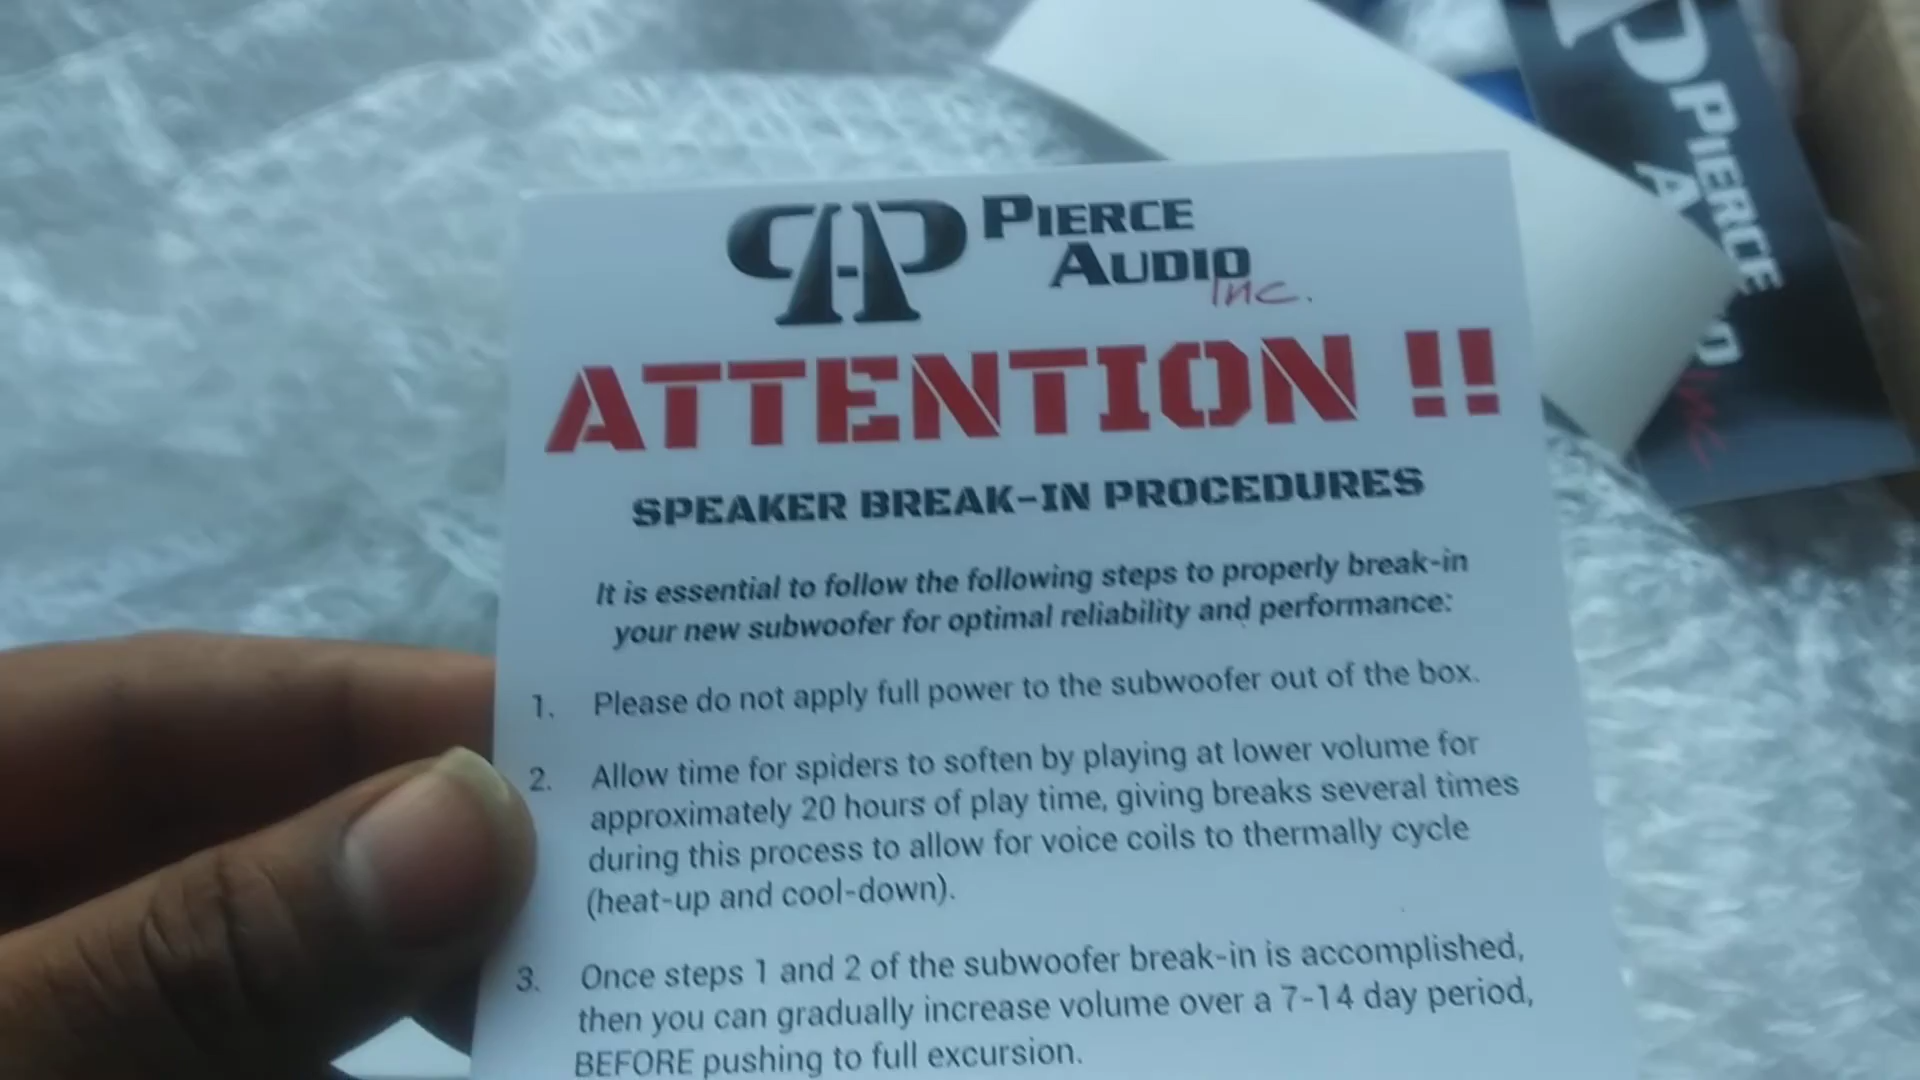 PIERCE
AUDIO
Inc.
ATTENTION !!
SPEAKER BREAK-IN PROCEDURES
It is essential to follow the following steps to properly break-in
your new subwoofer for optimal reliability and performance:
1. Please do not apply full power to the subwoofer out of the box.
2. Allow time for spiders to soften by playing at lower volume for
approximately 20 hours of play time, giving breaks several times
during this process to allow for voice coils to thermally cycle
(heat-up and cool-down).
3. Once steps 1 and 2 of the subwoofer break-in is accomplished,
then you can gradually increase volume over a 7-14 day period,
BEFORE pushing to full excursion.
PIERCE